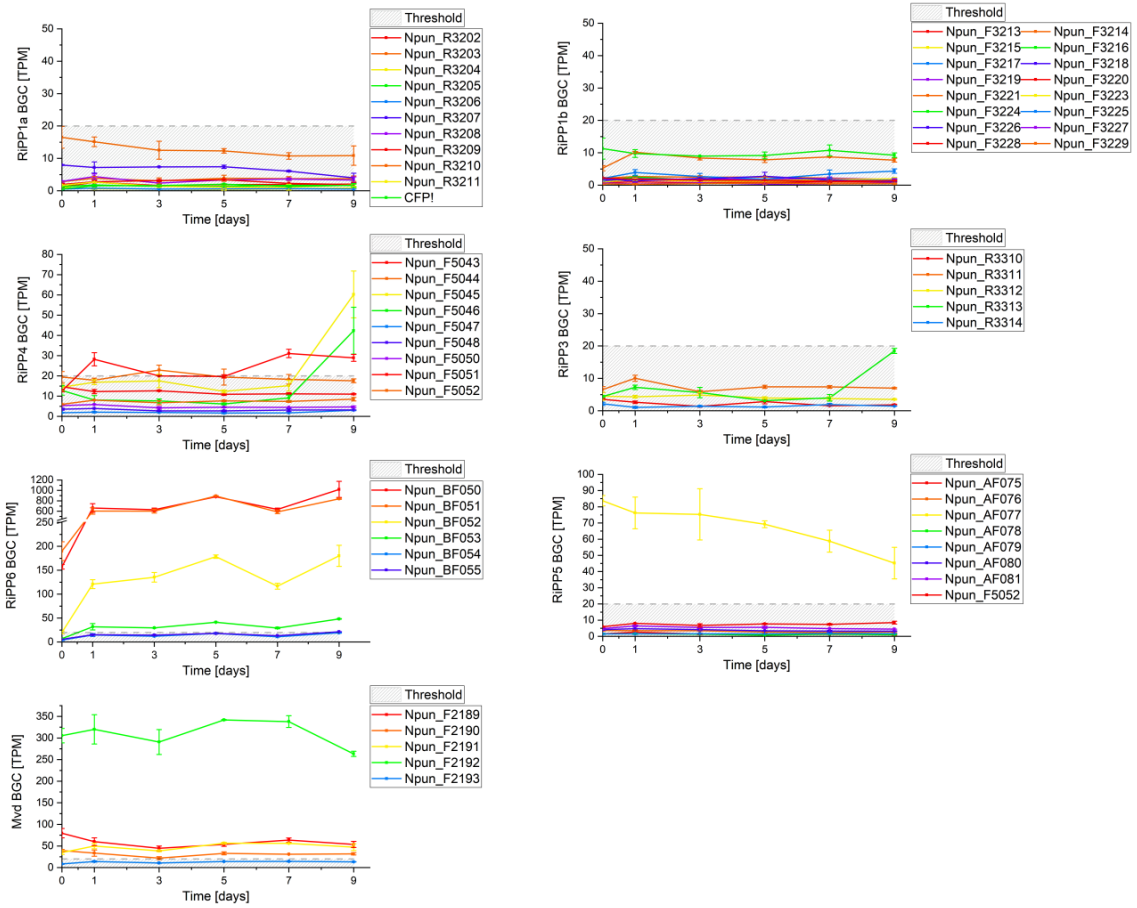 RiPP1a BGC [TPM]
50
40
30
20
10
0
0 1 3 5 7 9
Time [days]
Threshold
Npun_R3202
Npun_R3203
Npun_R3204
Npun_R3205
Npun_R3206
Npun_R3207
Npun_R3208
Npun_R3209
Npun_R3210
Npun_R3211
CFP!
RiPP1b BGC [TPM]
50
40
30
20
10
0
0 1 3 5 7 9
Time [days]
Threshold
Npun_F3213 Npun_F3214
Npun_F3215 Npun_F3216
Npun_F3217 Npun_F3218
Npun_F3219 Npun_F3220
Npun_F3221 Npun_F3223
Npun_F3224 Npun_F3225
Npun_F3226 Npun_F3227
Npun_F3228 Npun_F3229
RiPP4 BGC [TPM]
80
70
60
50
40
30
20
10
0
0 1 3 5 7 9
Time [days]
Threshold
Npun_F5043
Npun_F5044
Npun_F5045
Npun_F5046
Npun_F5047
Npun_F5048
Npun_F5050
Npun_F5051
Npun_F5052
RiPP3 BGC [TPM]
50
40
30
20
10
0
0 1 3 5 7 9
Time [days]
Threshold
Npun_R3310
Npun_R3311
Npun_R3312
Npun_R3313
Npun_R3314
RiPP6 BGC [TPM]
1200
1000
800
600
250
200
150
100
50
0
0 1 3 5 7 9
Time [days]
Threshold
Npun_BF050
Npun_BF051
Npun_BF052
Npun_BF053
Npun_BF054
Npun_BF055
RiPP5 BGC [TPM]
100
90
80
70
60
50
40
30
20
10
0
0 1 3 5 7 9
Time [days]
Threshold
Npun_AF075
Npun_AF076
Npun_AF077
Npun_AF078
Npun_AF079
Npun_AF080
Npun_AF081
Npun_F5052
Mvd BGC [TPM]
350
300
250
200
150
100
50
0
0 1 3 5 7 9
Time [days]
Threshold
Npun_F2189
Npun_F2190
Npun_F2191
Npun_F2192
Npun_F2193